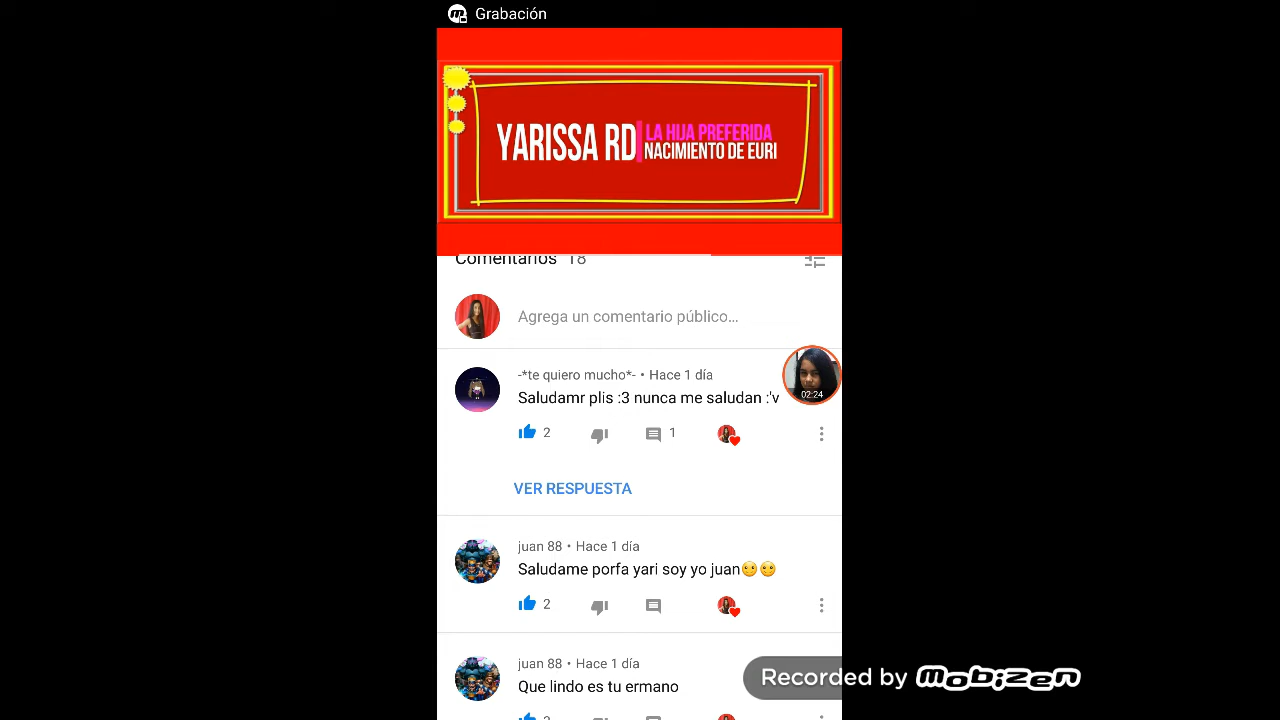 Grabación
YARISSA RD
LA HIJA PREFERIDA
NACIMIENTO DE EURI
Comentarios 18
Agrega un comentario público...
-*te quiero mucho*- • Hace 1 día
02:24
Saludamr plis :3 nunca me saludan :'v
2 1
VER RESPUESTA
juan 88 • Hace 1 día
Saludame porfa yari soy yo juan😶😶
2
juan 88 • Hace 1 día
Que lindo es tu ermano
Recorded by mobizen
2